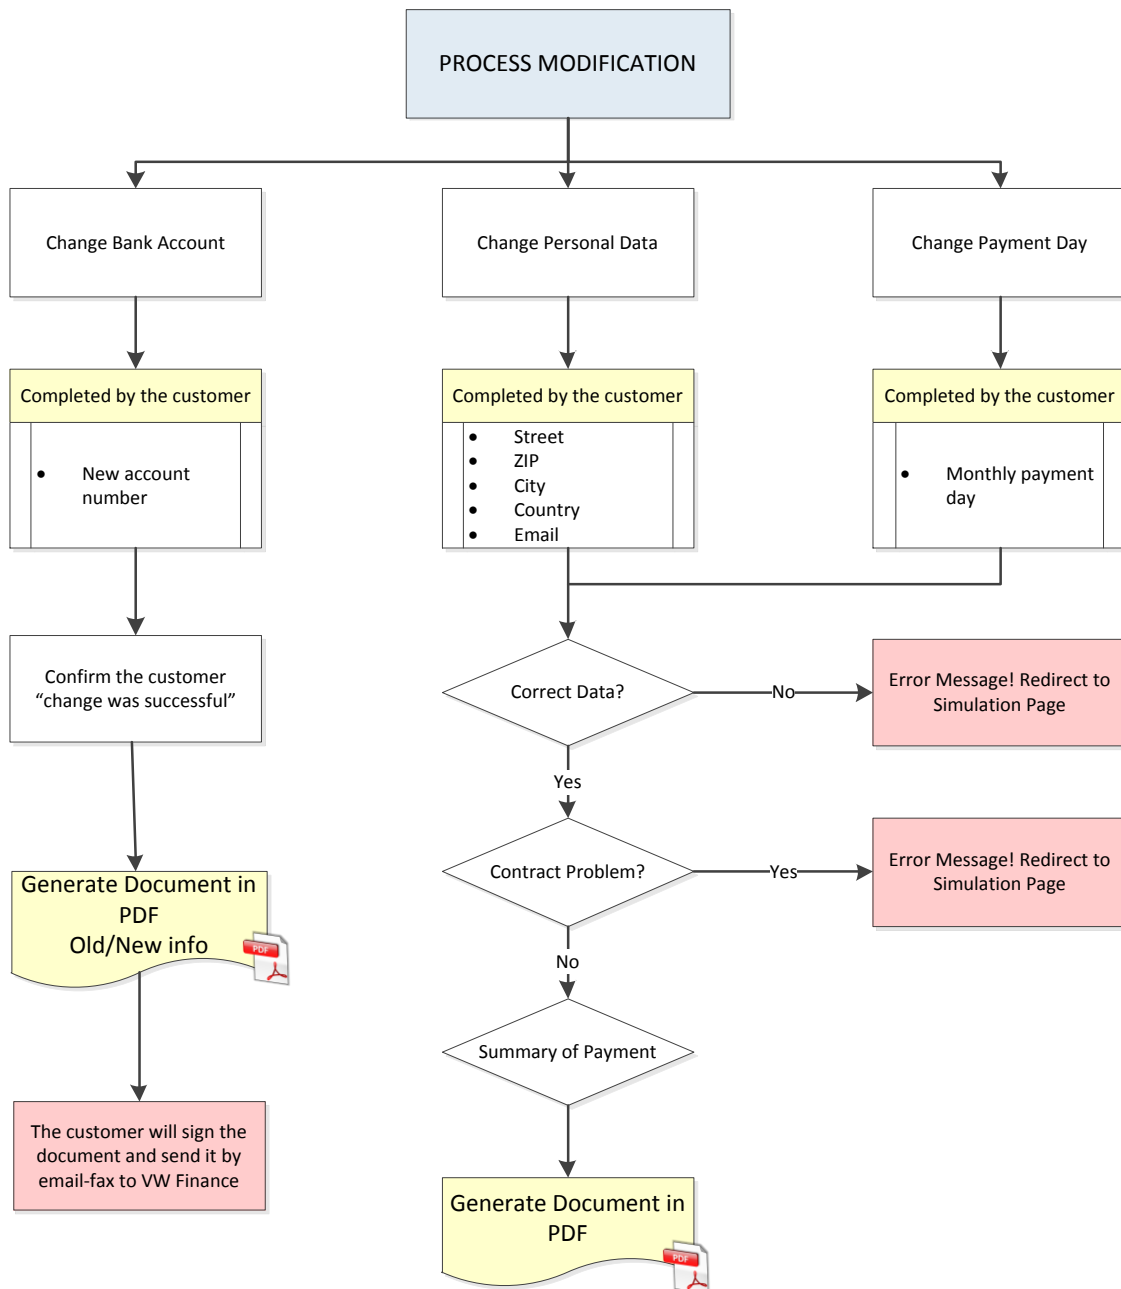 PROCESS MODIFICATION
Change Bank Account
Change Personal Data
Change Payment Day
Completed by the customer
• New account
number
Completed by the customer
• Street
• ZIP
• City
• Country
• Email
Completed by the customer
• Monthly payment
day
Confirm the customer
“change was successful”
Correct Data?
No
Error Message! Redirect to
Simulation Page
Yes
Contract Problem?
Yes
Error Message! Redirect to
Simulation Page
No
Generate Document in
PDF
Old/New info
PDF
Summary of Payment
The customer will sign the
document and send it by
email-fax to VW Finance
Generate Document in
PDF
PDF